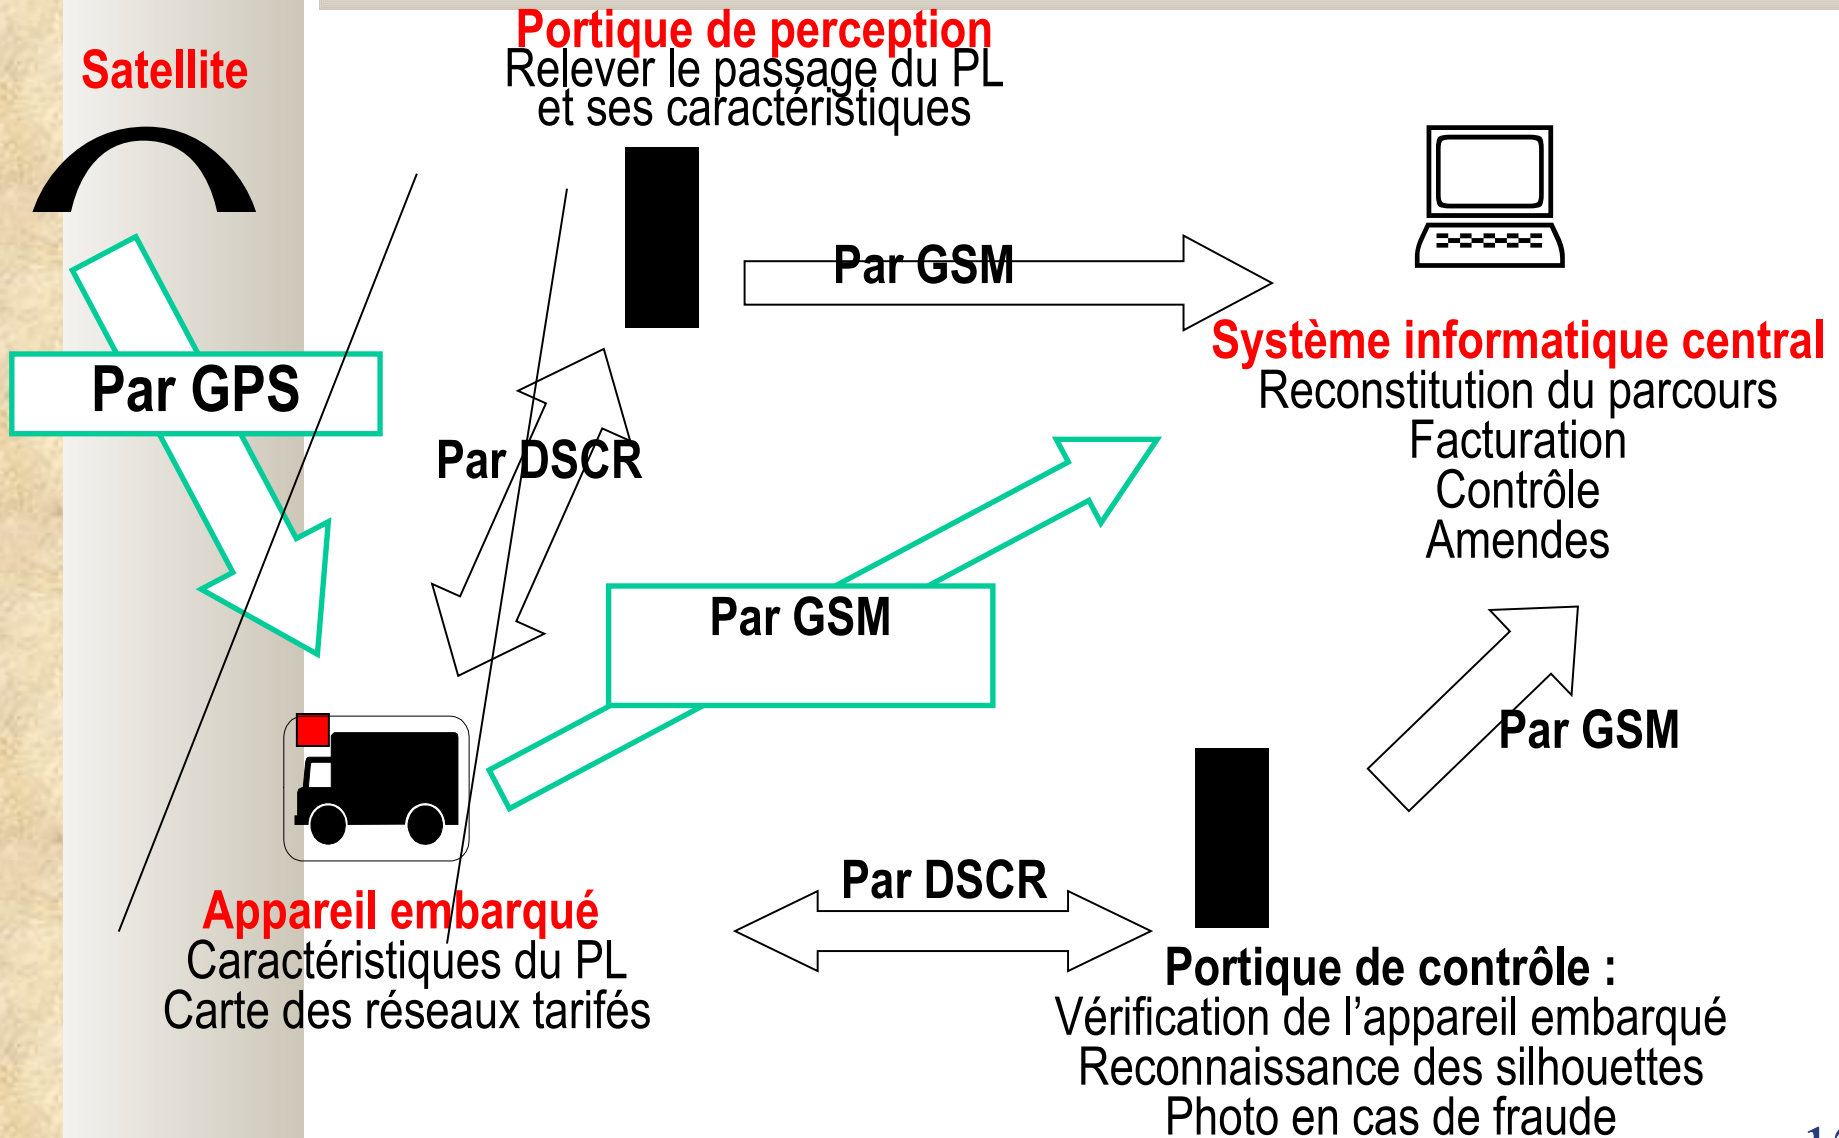 Portique de perception
Relever le passage du PL
et ses caractéristiques
Satellite
Par GSM
Système informatique central
Reconstitution du parcours
Facturation
Contrôle
Amendes
Par GPS
Par DSCR
Par GSM
Par GSM
Par DSCR
Appareil embarqué
Caractéristiques du PL
Carte des réseaux tarifés
Portique de contrôle :
Vérification de l’appareil embarqué
Reconnaissance des silhouettes
Photo en cas de fraude